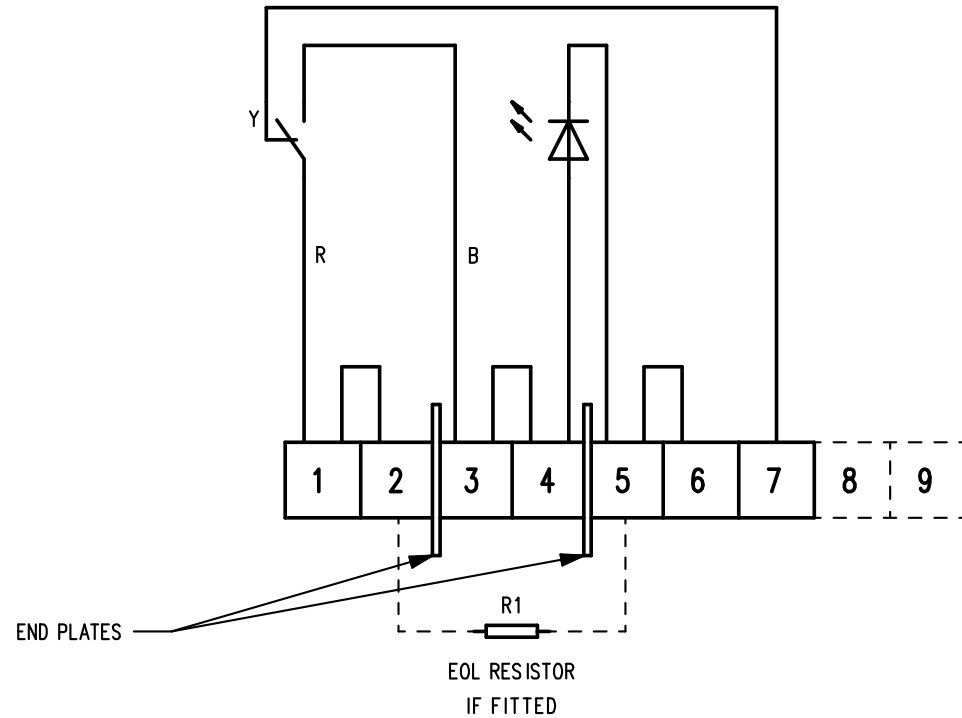 Y
R
B
1 2 3 4 5 6 7 8 9
R1
END PLATES
EOL RESISTOR
IF FITTED